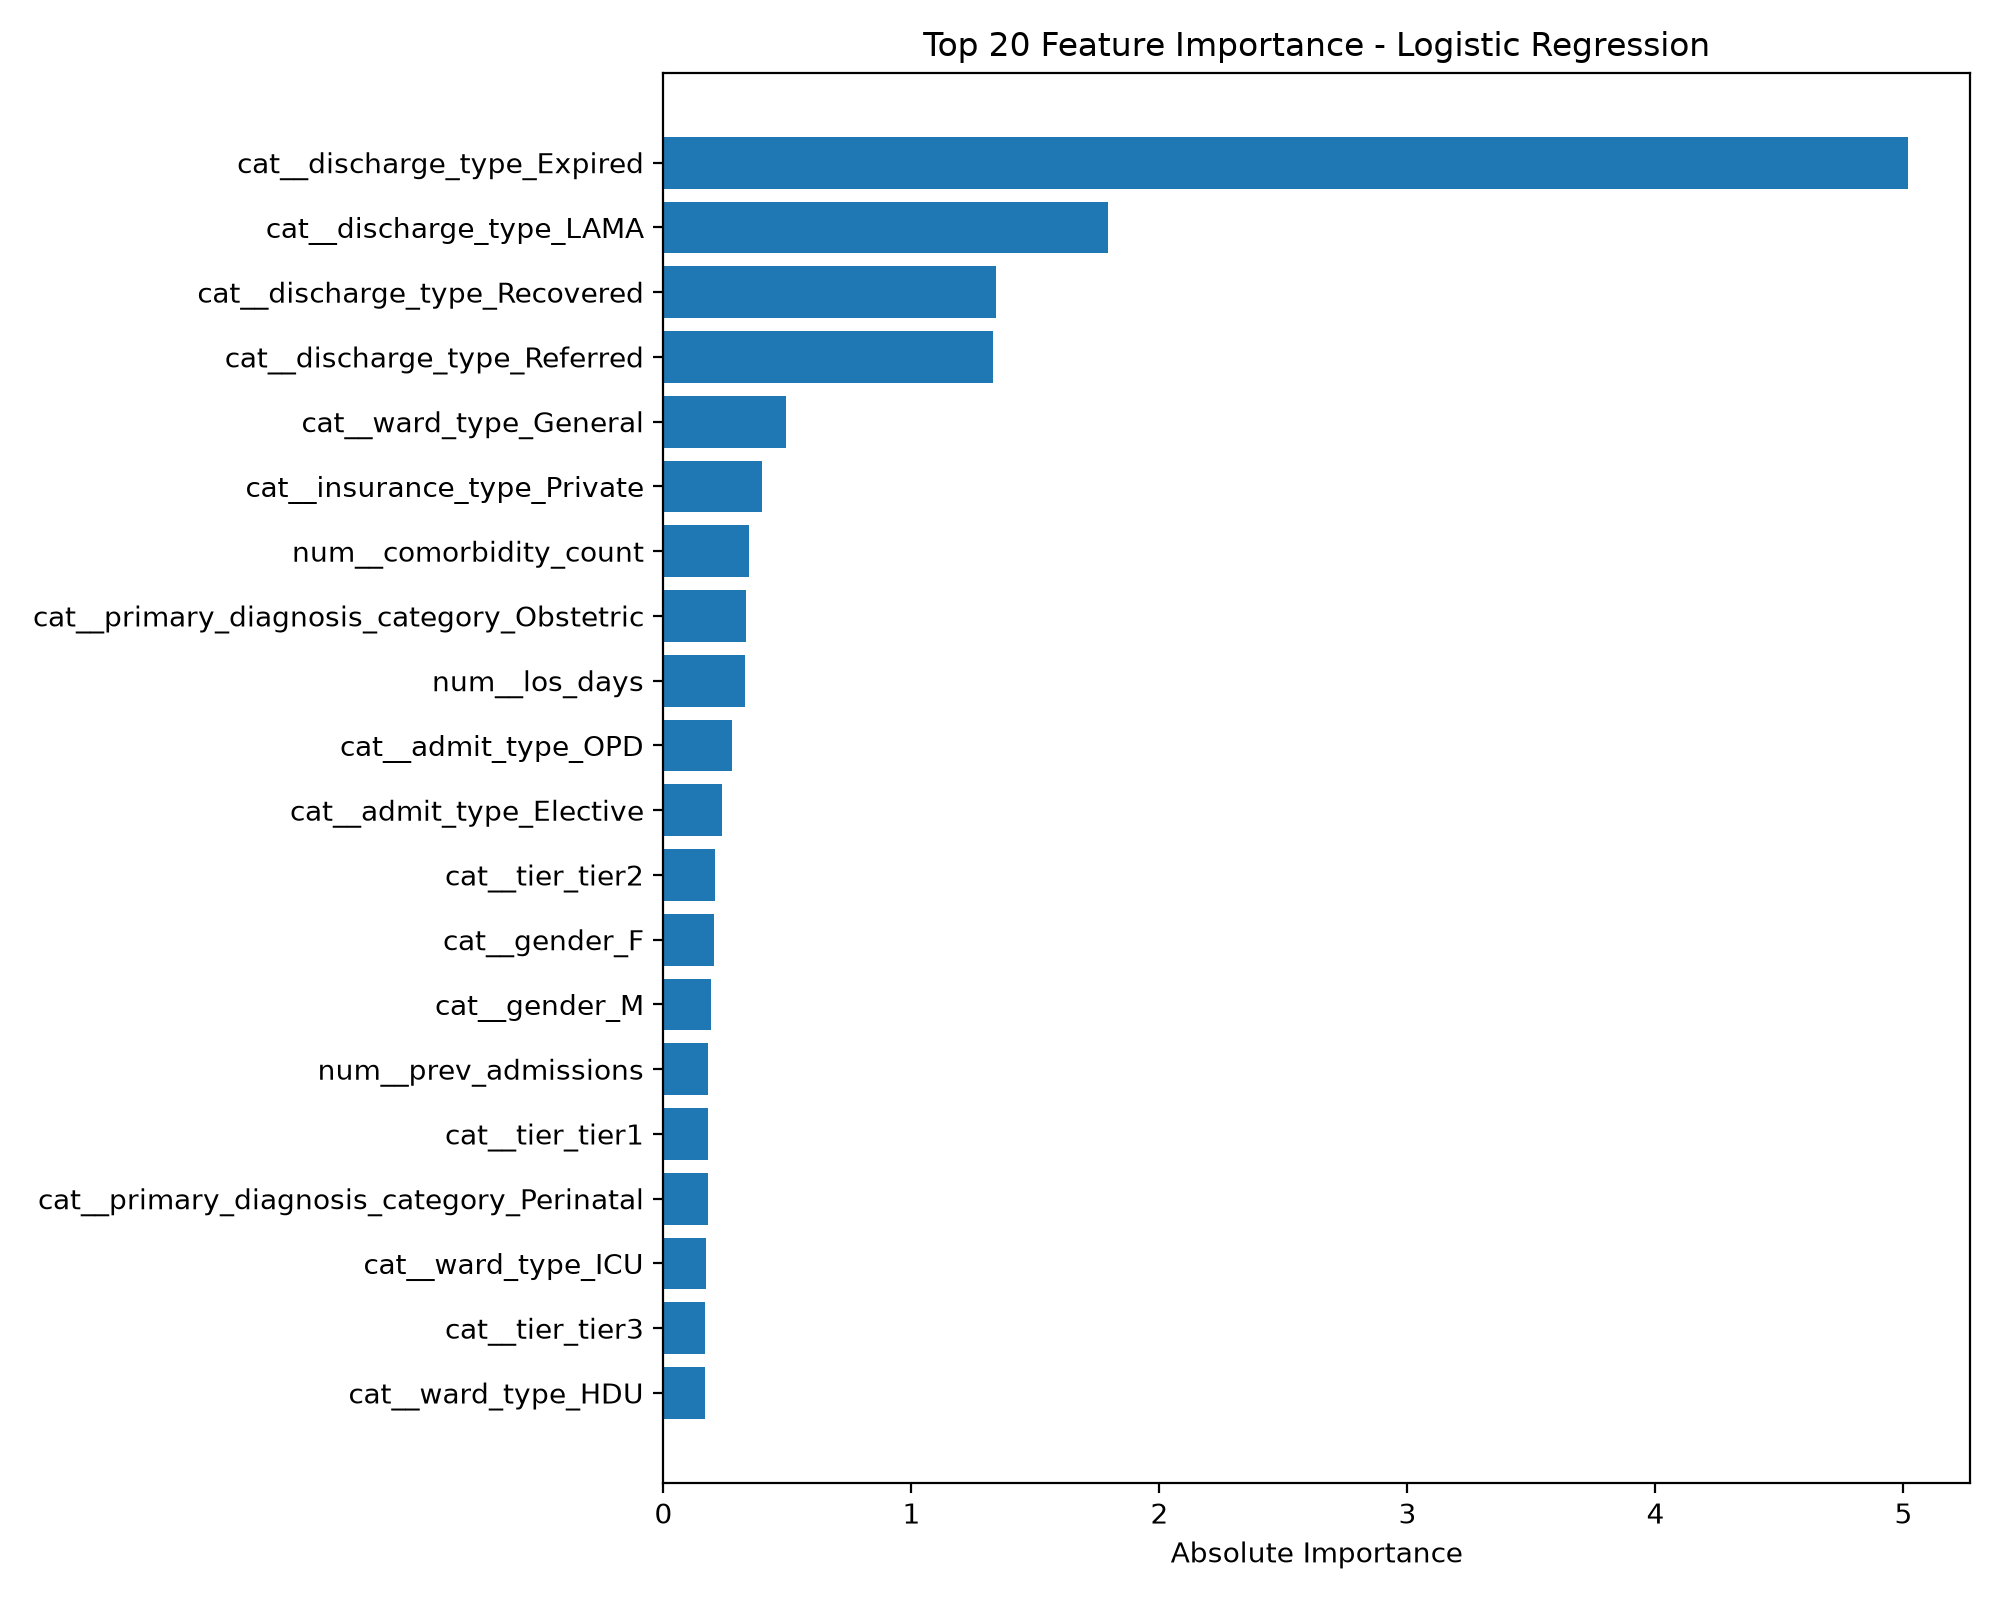 Top 20 Feature Importance - Logistic Regression
cat__discharge_type_Expired
cat__discharge_type_LAMA
cat__discharge_type_Recovered
cat__discharge_type_Referred
cat__ward_type_General
cat__insurance_type_Private
num__comorbidity_count
cat__primary_diagnosis_category_Obstetric
num__los_days
cat__admit_type_OPD
cat__admit_type_Elective
cat__tier_tier2
cat__gender_F
cat__gender_M
num__prev_admissions
cat__tier_tier1
cat__primary_diagnosis_category_Perinatal
cat__ward_type_ICU
cat__tier_tier3
cat__ward_type_HDU
0 1 2 3 4 5
Absolute Importance